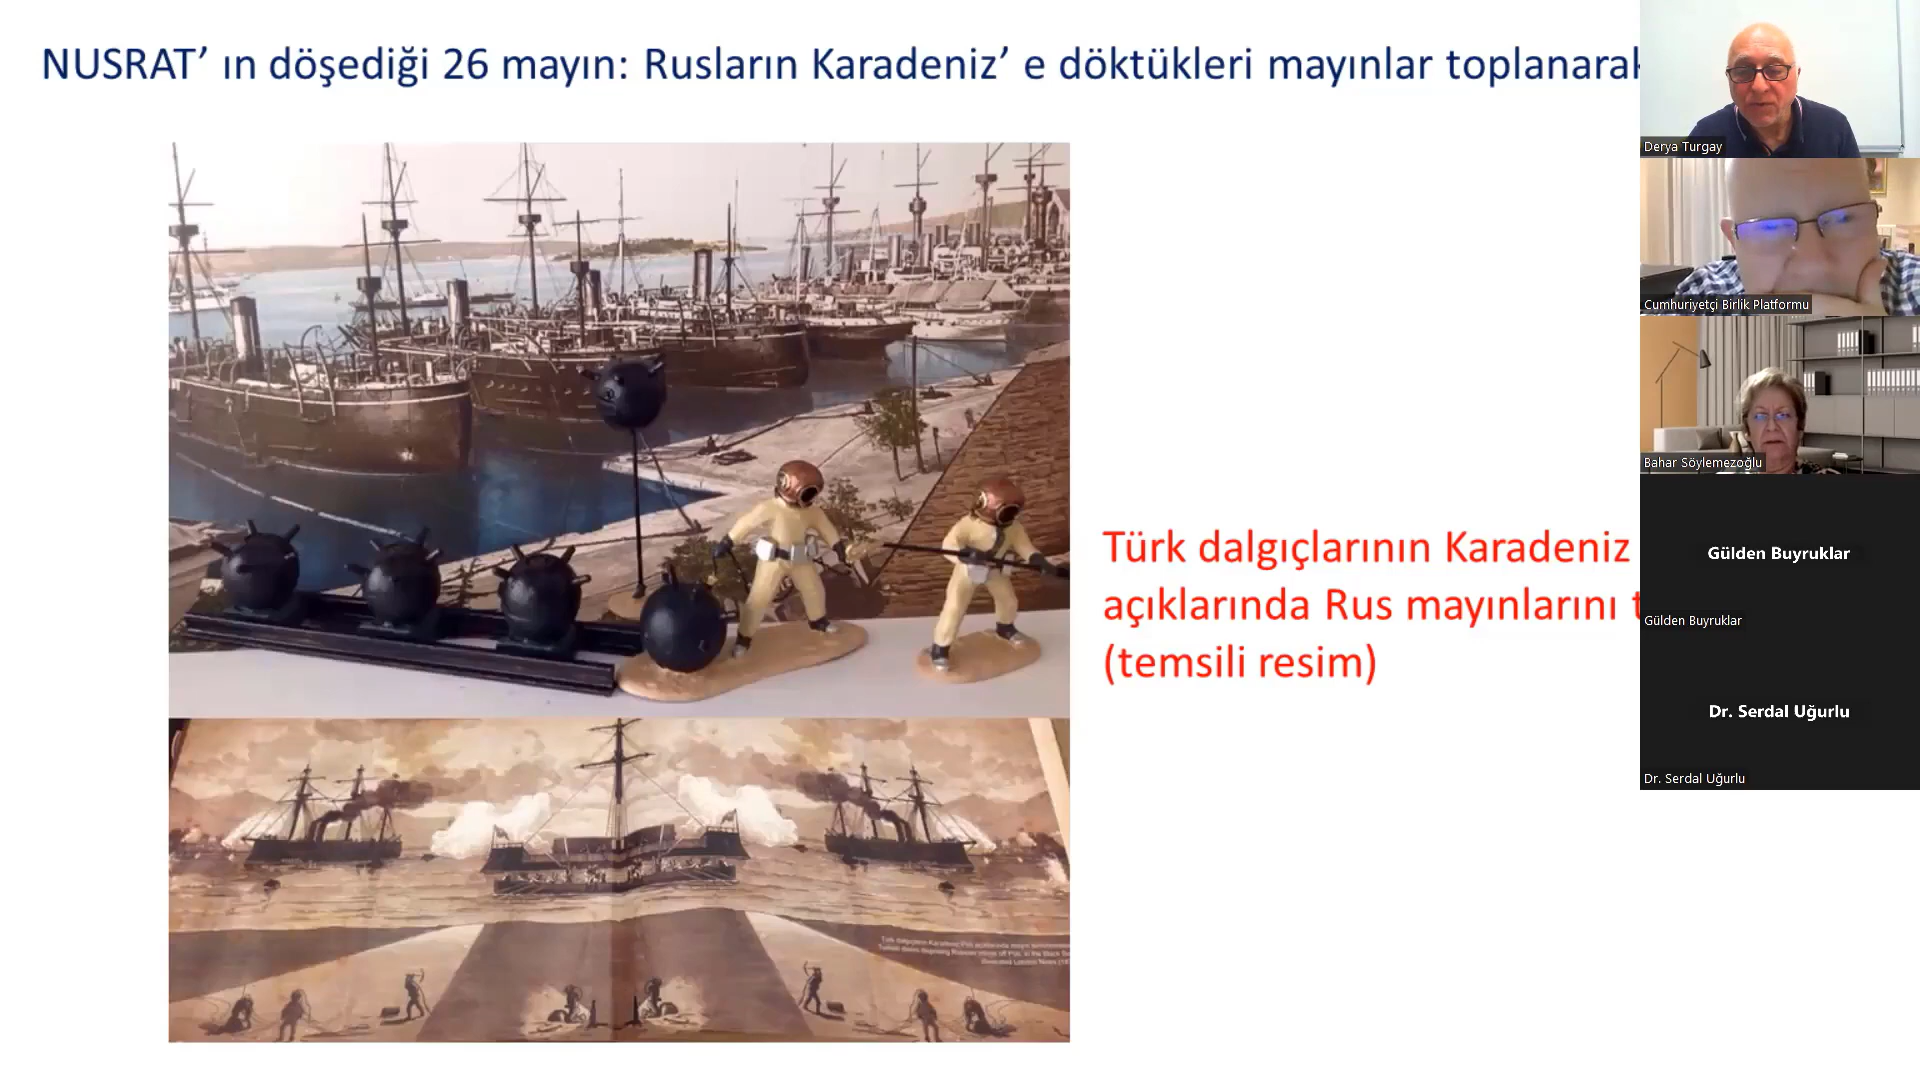 NUSRAT’ ın döşediği 26 mayın: Rusların Karadeniz’ e döktükleri mayınlar toplanarak
Türk dalgıçlarının Karadeniz
açıklarında Rus mayınlarını
(temsili resim)
Derya Turgay
Cumhuriyetçi Birlik Platformu
Bahar Söylemezoğlu
Gülden Buyruklar
Gülden Buyruklar
Dr. Serdal Uğurlu
Dr. Serdal Uğurlu